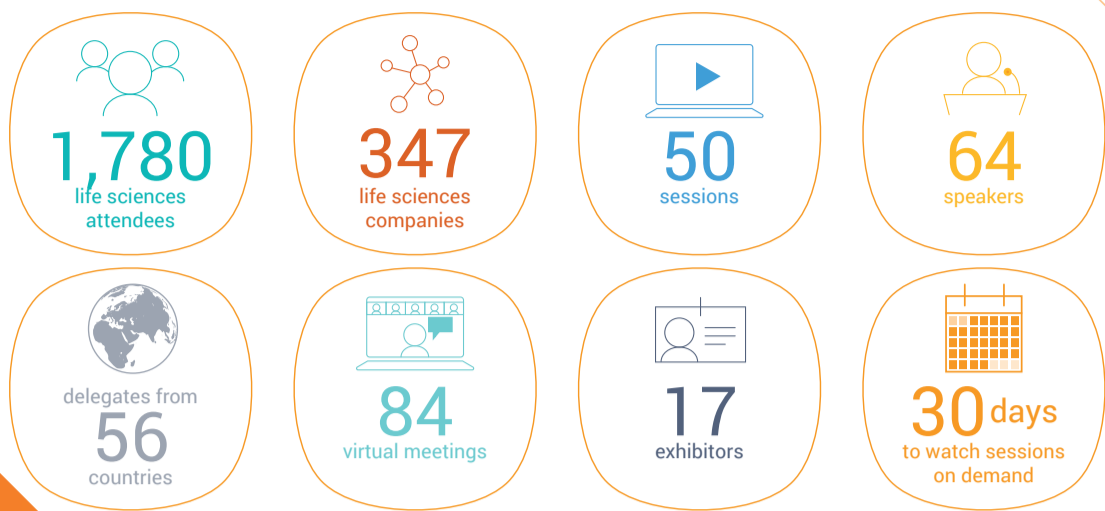 1,780
life sciences
attendees
347
life sciences
companies
50
sessions
64
speakers
delegates from
56
countries
84
virtual meetings
17
exhibitors
30 days
to watch sessions
on demand